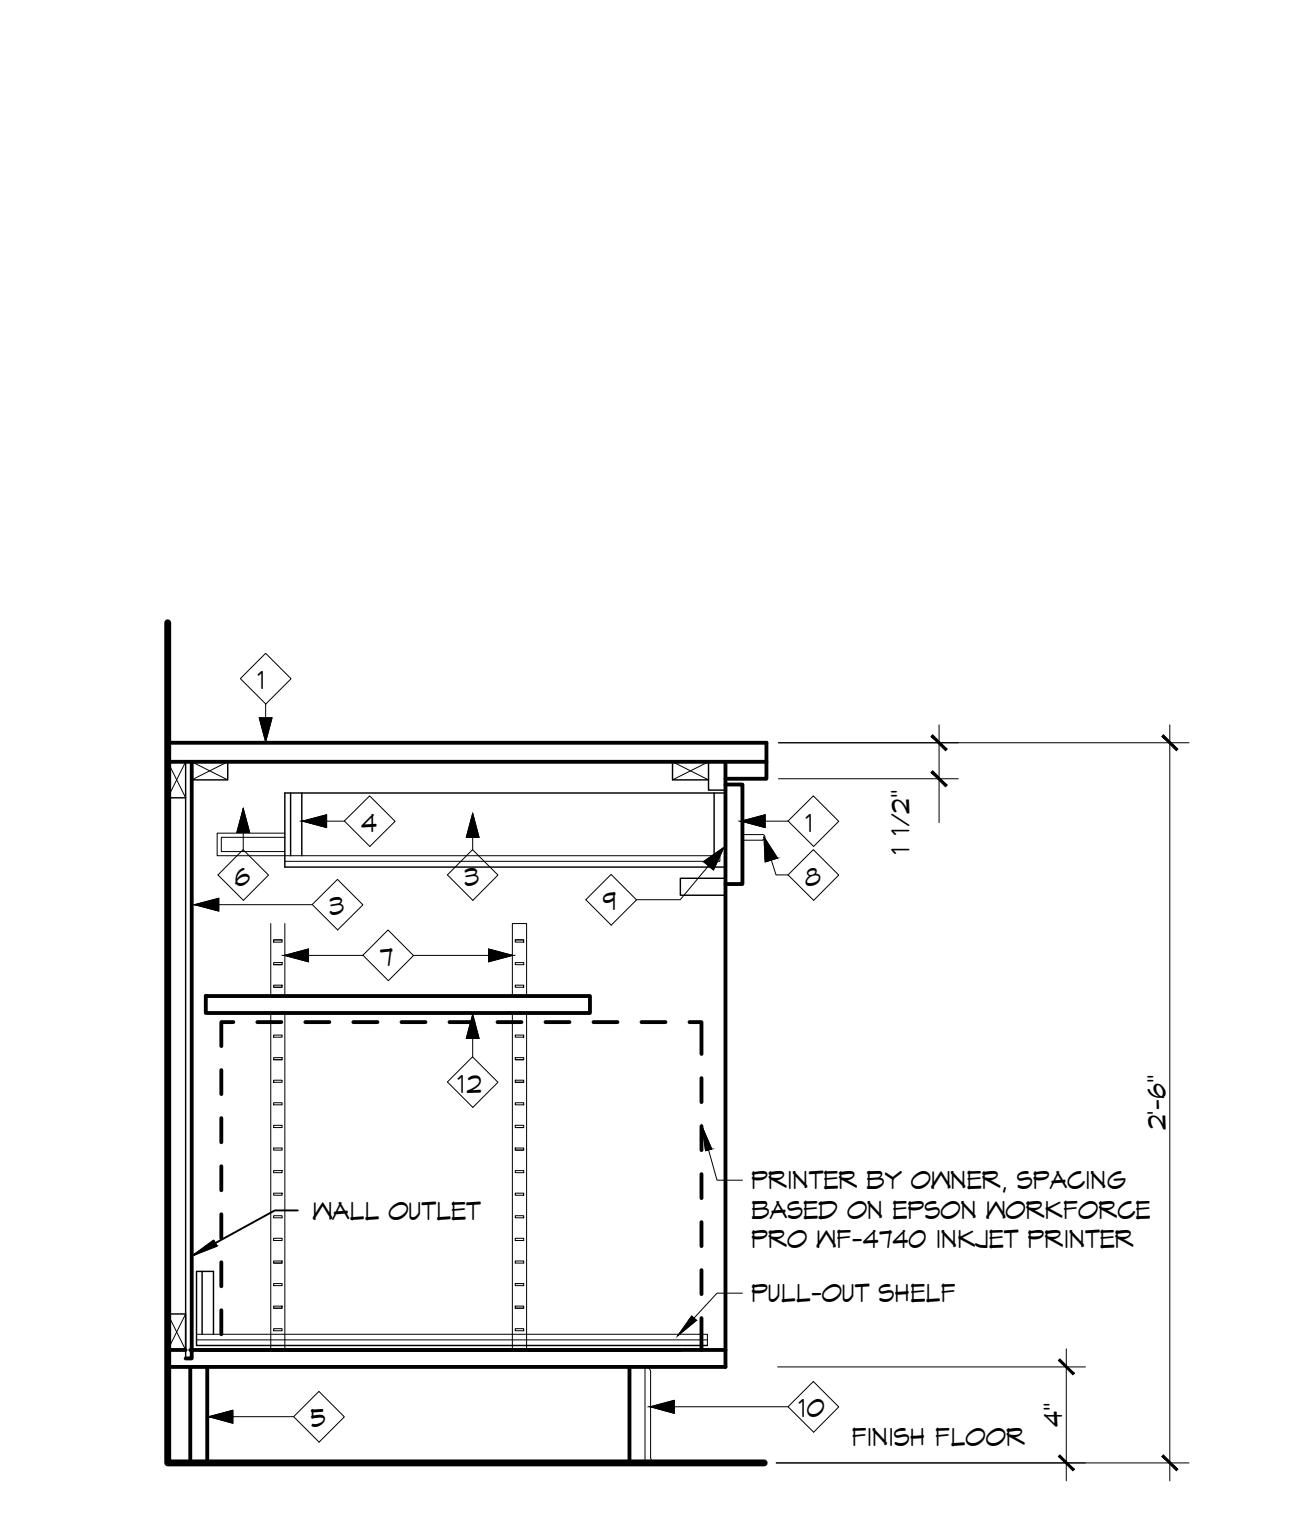 1
1 1/2"
4
1
6
3
8
9
3
7
12
2'-6"
PRINTER BY OWNER, SPACING
BASED ON EPSON WORKFORCE
PRO WF-4740 INKJET PRINTER
WALL OUTLET
PULL-OUT SHELF
5
10
4"
FINISH FLOOR